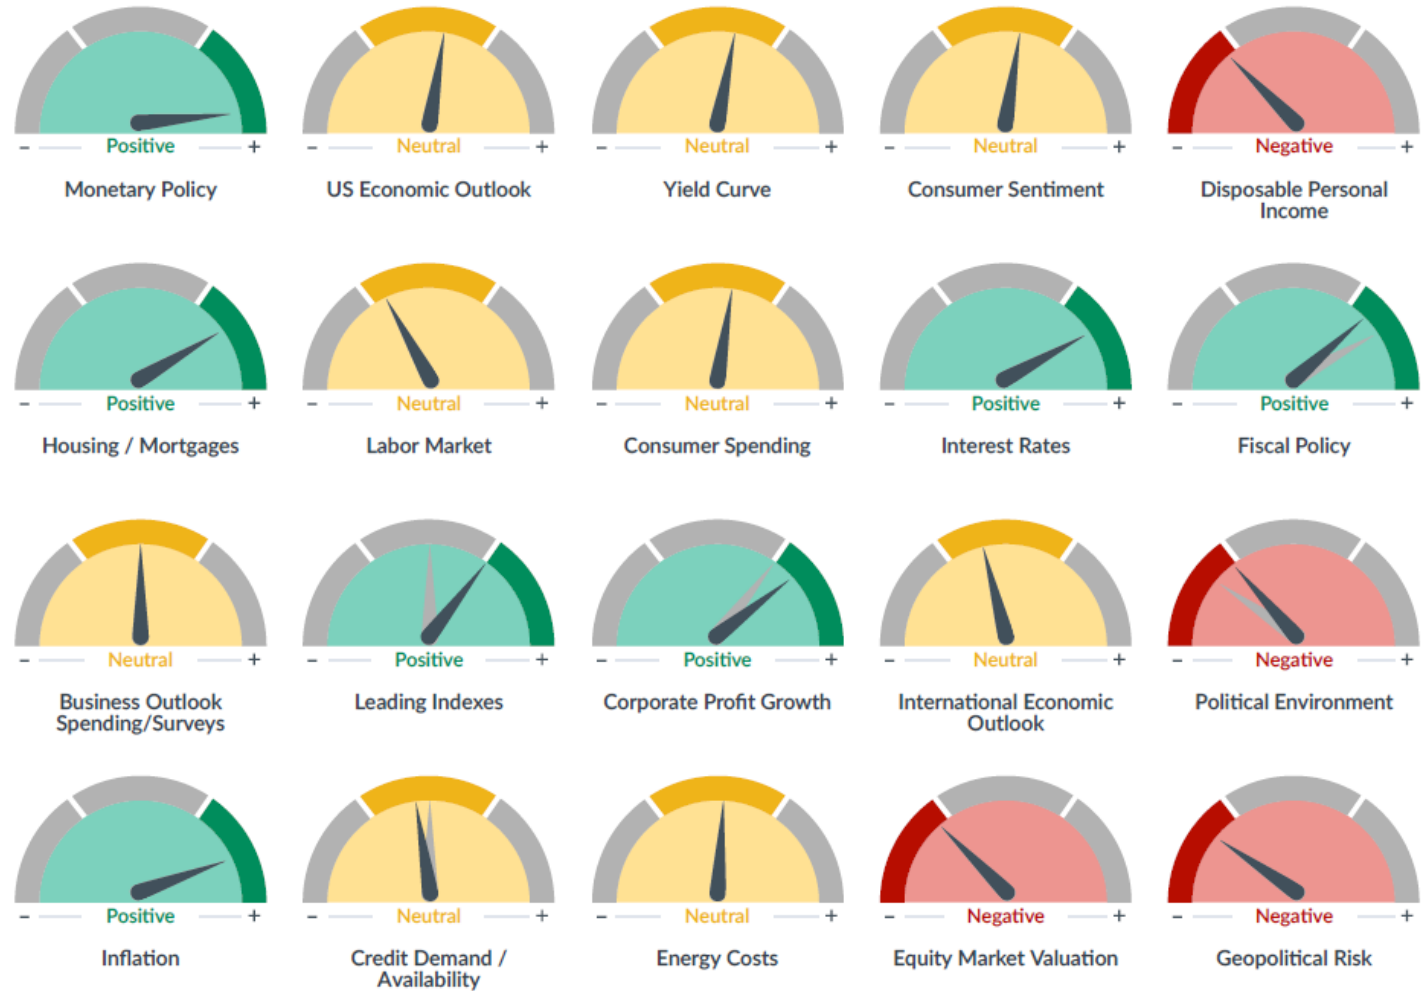 – Positive +
– Neutral +
– Neutral +
– Neutral +
– Negative +
Monetary Policy
US Economic Outlook
Yield Curve
Consumer Sentiment
Disposable Personal
Income
– Positive +
– Neutral +
– Neutral +
– Positive +
– Positive +
Housing / Mortgages
Labor Market
Consumer Spending
Interest Rates
Fiscal Policy
– Neutral +
– Positive +
– Positive +
– Neutral +
– Negative +
Business Outlook
Spending/Surveys
Leading Indexes
Corporate Profit Growth
International Economic
Outlook
Political Environment
– Positive +
– Neutral +
– Neutral +
– Negative +
– Negative +
Inflation
Credit Demand /
Availability
Energy Costs
Equity Market Valuation
Geopolitical Risk